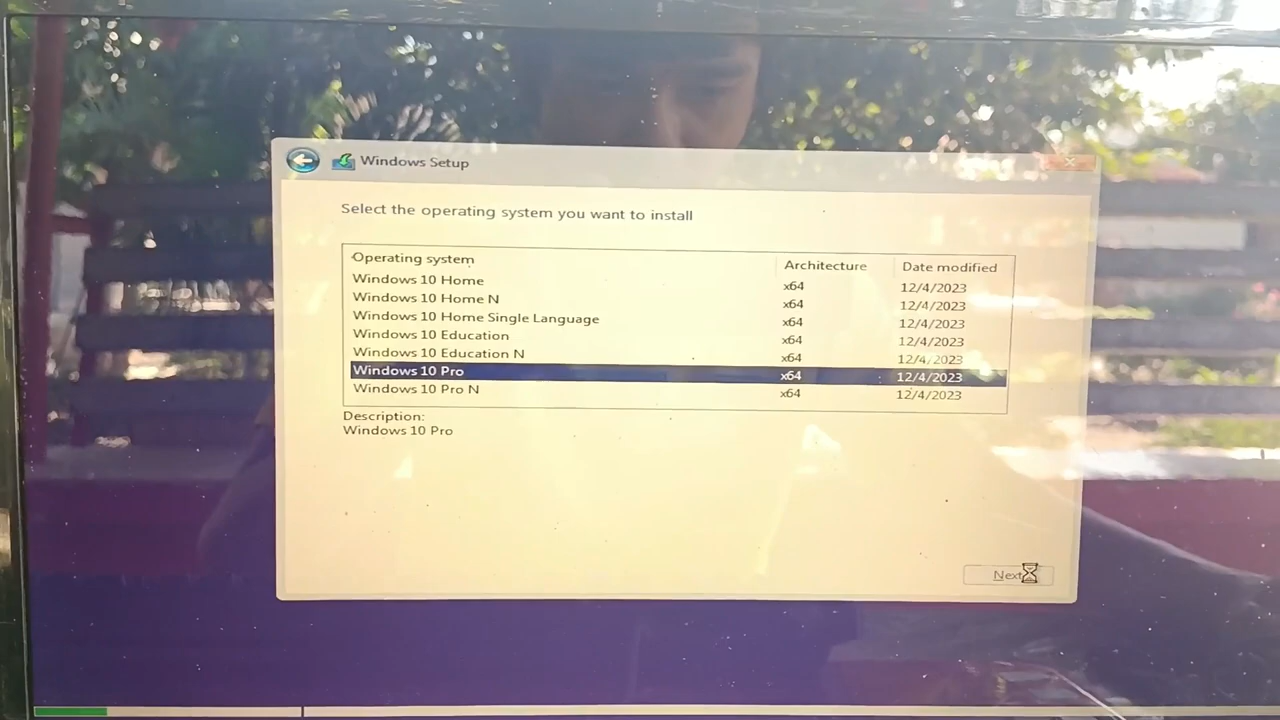 Windows Setup
Select the operating system you want to install
Operating system Architecture Date modified
Windows 10 Home x64 12/4/2023
Windows 10 Home N x64 12/4/2023
Windows 10 Home Single Language x64 12/4/2023
Windows 10 Education x64 12/4/2023
Windows 10 Education N x64 12/4/2023
Windows 10 Pro x64 12/4/2023
Windows 10 Pro N x64 12/4/2023
Description:
Windows 10 Pro
Next